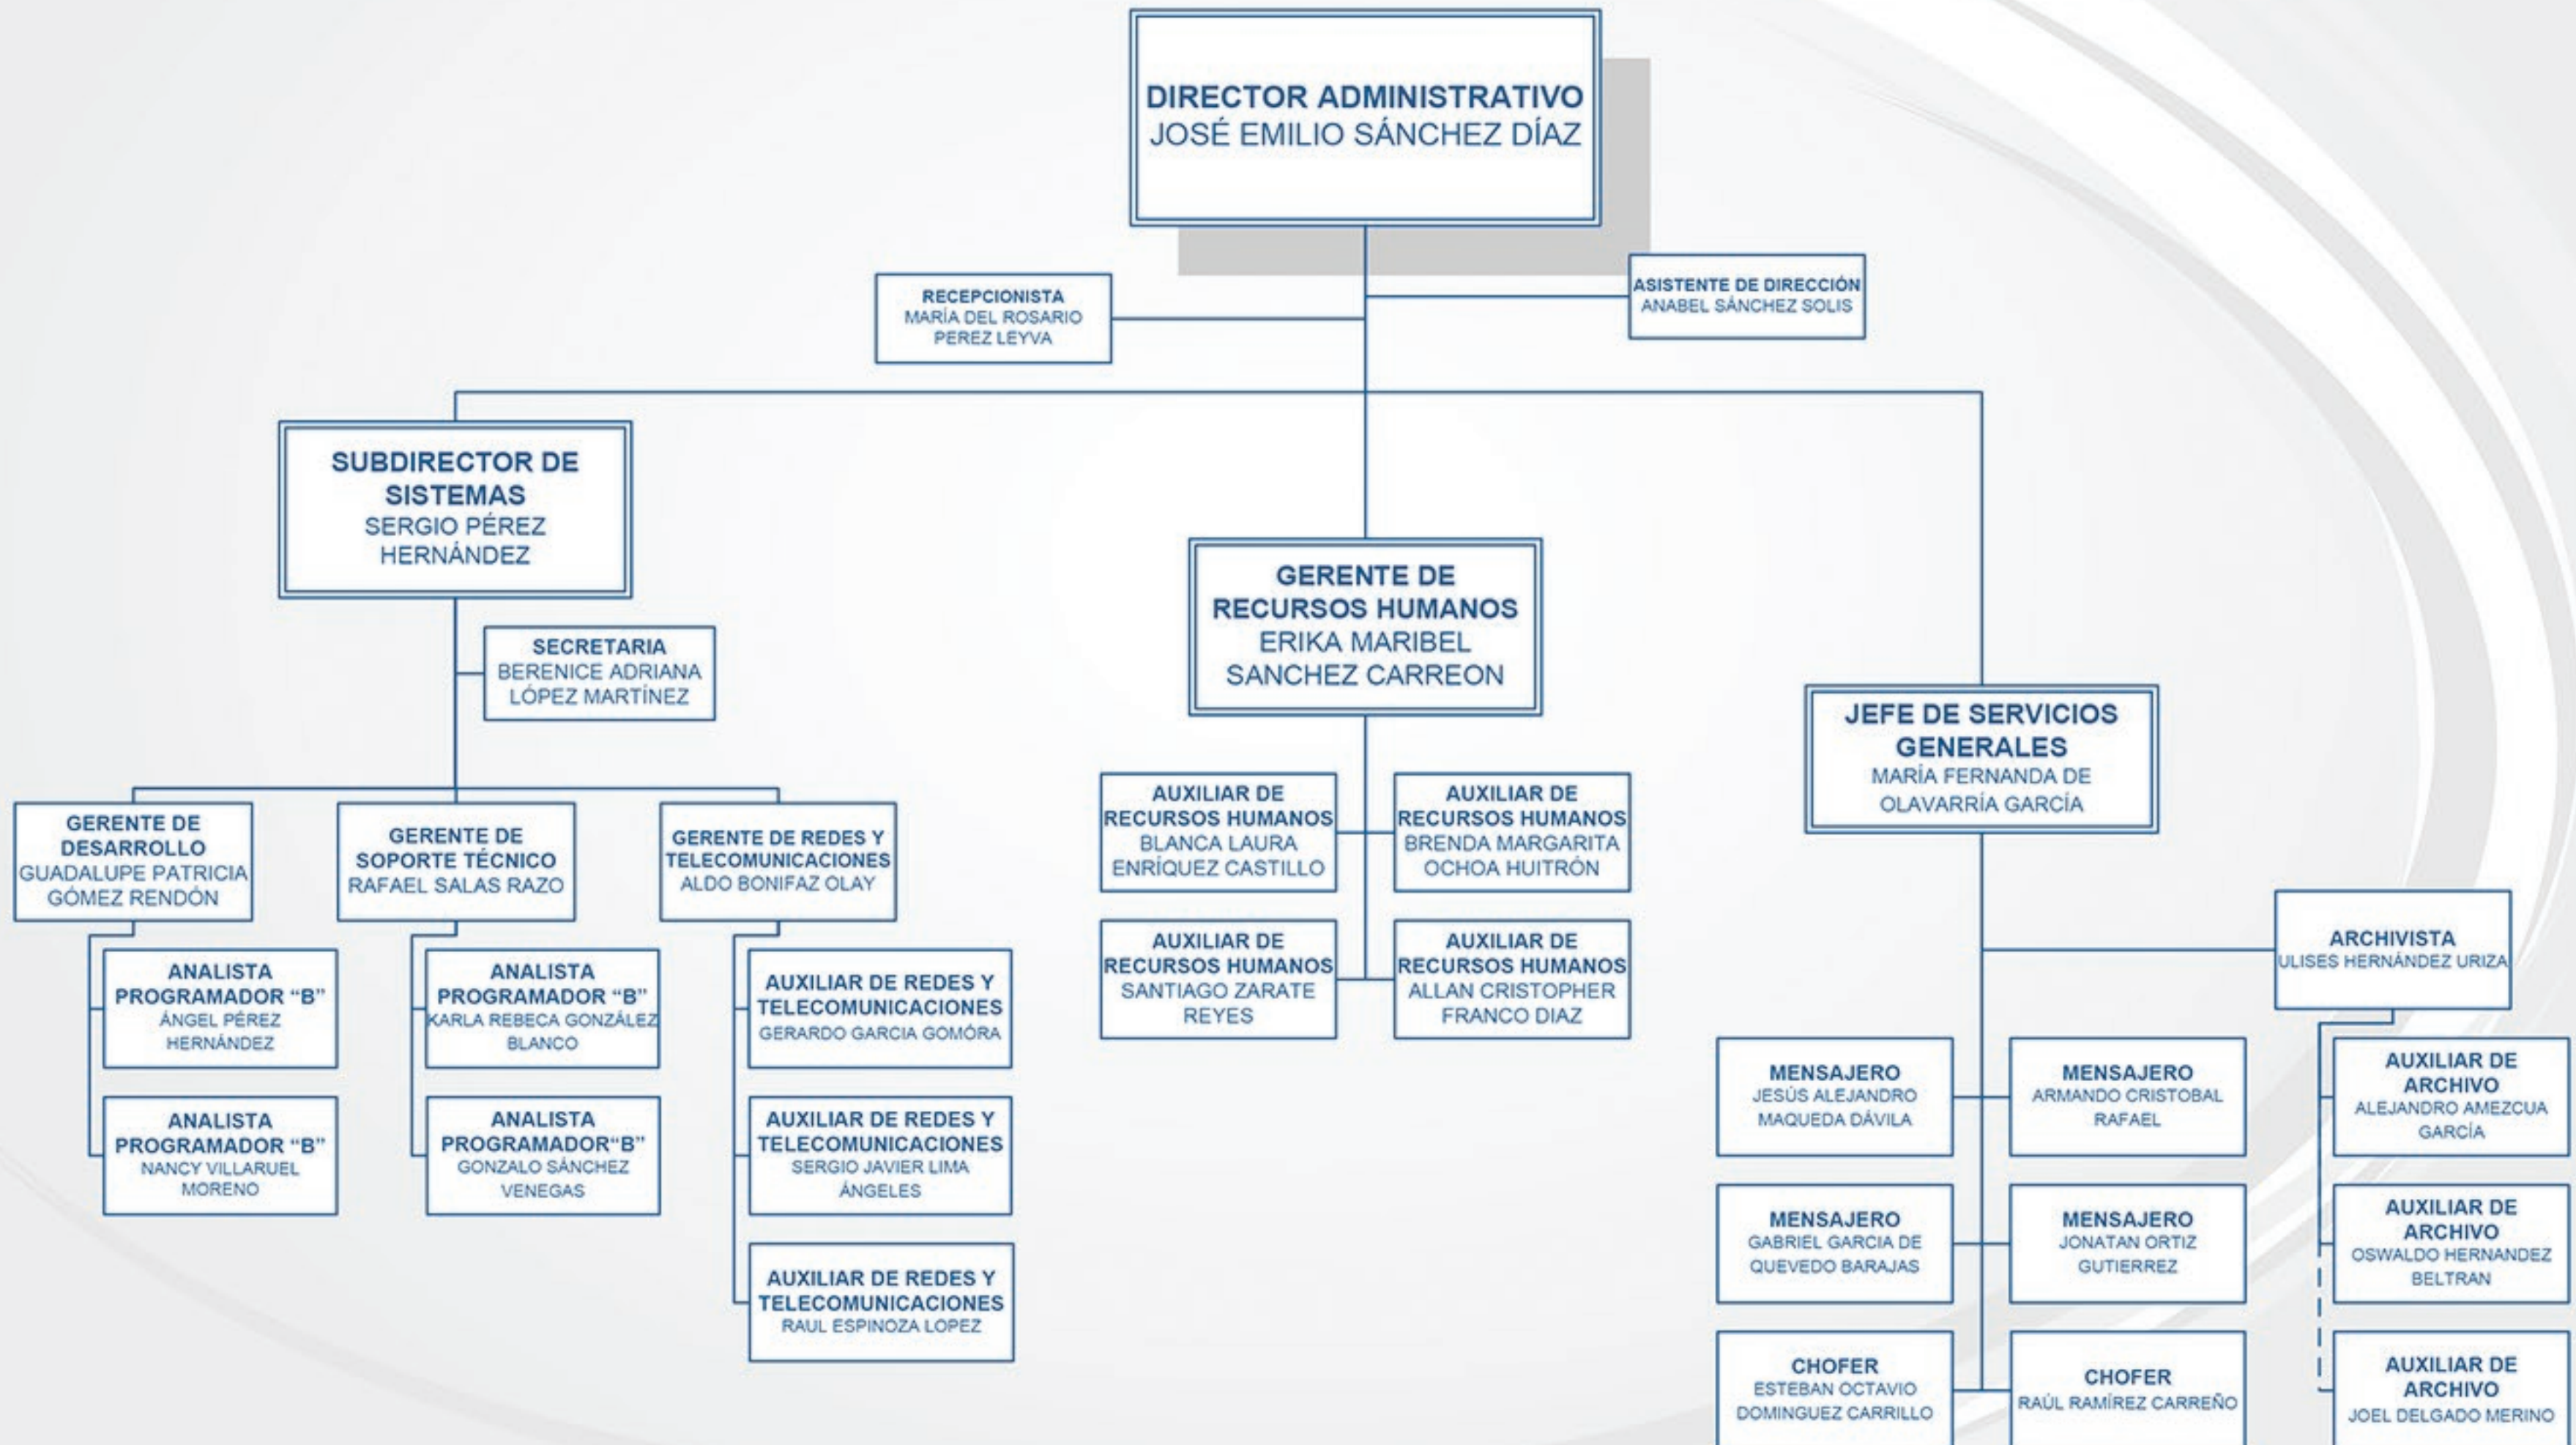 DIRECTOR ADMINISTRATIVO
JOSÉ EMILIO SÁNCHEZ DÍAZ
RECEPCIONISTA
MARÍA DEL ROSARIO
PEREZ LEYVA
ASISTENTE DE DIRECCIÓN
ANABEL SÁNCHEZ SOLIS
SUBDIRECTOR DE
SISTEMAS
SERGIO PÉREZ
HERNÁNDEZ
SECRETARIA
BERENICE ADRIANA
LÓPEZ MARTÍNEZ
GERENTE DE
DESARROLLO
GUADALUPE PATRICIA
GÓMEZ RENDÓN
ANALISTA
PROGRAMADOR “B”
ÁNGEL PÉREZ
HERNÁNDEZ
ANALISTA
PROGRAMADOR “B”
NANCY VILLARUEL
MORENO
GERENTE DE
SOPORTE TÉCNICO
RAFAEL SALAS RAZO
ANALISTA
PROGRAMADOR “B”
KARLA REBECA GONZÁLEZ
BLANCO
ANALISTA
PROGRAMADOR“B”
GONZALO SÁNCHEZ
VENEGAS
GERENTE DE REDES Y
TELECOMUNICACIONES
ALDO BONIFAZ OLAY
AUXILIAR DE REDES Y
TELECOMUNICACIONES
GERARDO GARCIA GOMÓRA
AUXILIAR DE REDES Y
TELECOMUNICACIONES
SERGIO JAVIER LIMA
ÁNGELES
AUXILIAR DE REDES Y
TELECOMUNICACIONES
RAUL ESPINOZA LOPEZ
GERENTE DE
RECURSOS HUMANOS
ERIKA MARIBEL
SANCHEZ CARREON
AUXILIAR DE
RECURSOS HUMANOS
BLANCA LAURA
ENRÍQUEZ CASTILLO
AUXILIAR DE
RECURSOS HUMANOS
BRENDA MARGARITA
OCHOA HUITRÓN
AUXILIAR DE
RECURSOS HUMANOS
SANTIAGO ZARATE
REYES
AUXILIAR DE
RECURSOS HUMANOS
ALLAN CRISTOPHER
FRANCO DIAZ
JEFE DE SERVICIOS
GENERALES
MARÍA FERNANDA DE
OLAVARRÍA GARCÍA
ARCHIVISTA
ULISES HERNÁNDEZ URIZA
MENSAJERO
JESÚS ALEJANDRO
MAQUEDA DÁVILA
MENSAJERO
ARMANDO CRISTOBAL
RAFAEL
MENSAJERO
GABRIEL GARCIA DE
QUEVEDO BARAJAS
MENSAJERO
JONATAN ORTIZ
GUTIERREZ
CHOFER
ESTEBAN OCTAVIO
DOMINGUEZ CARRILLO
CHOFER
RAÚL RAMÍREZ CARREÑO
AUXILIAR DE
ARCHIVO
ALEJANDRO AMEZCUA
GARCÍA
AUXILIAR DE
ARCHIVO
OSWALDO HERNANDEZ
BELTRAN
AUXILIAR DE
ARCHIVO
JOEL DELGADO MERINO